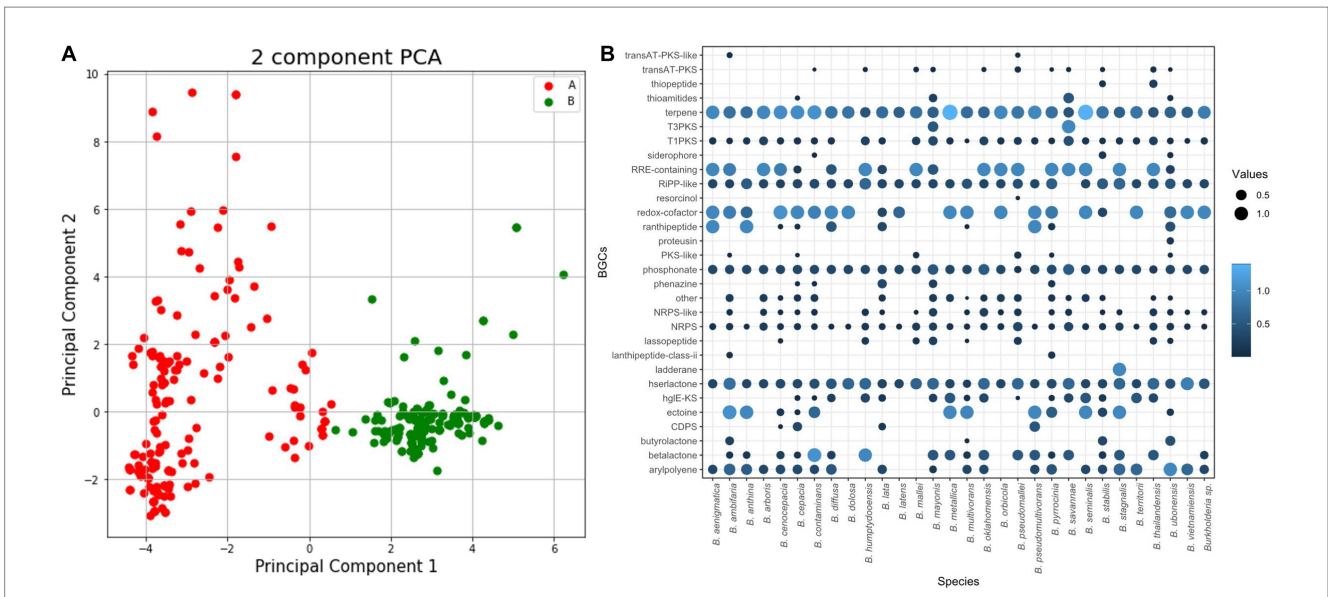 A
2 component PCA
A
B
10
8
6
4
2
0
−2
−4
−2
0
2
4
6
Principal Component 2
Principal Component 1
B
transAT-PKS-like
transAT-PKS
thiopeptide
thioamitides
terpene
T3PKS
T1PKS
siderophore
RRE-containing
RiPP-like
resorcinol
redox-cofactor
ranthipeptide
proteusin
PKS-like
phosphonate
phenazine
other
NRPS-like
NRPS
lassopeptide
lanthipeptide-class-ii
ladderane
hserlactone
hglE-KS
ectoine
CDPS
butyrolactone
betalactone
arylpolyene
BGCs
B. aenigmatica
B. ambifaria
B. anthina
B. arboris
B. cenocepacia
B. cepacia
B. contaminans
B. diffusa
B. dolosa
B. humptydooensis
B. lata
B. latens
B. mallei
B. mayonis
B. metallica
B. multivorans
B. oklahomensis
B. orbicola
B. pseudomallei
B. pseudomultivorans
B. pyrrocinia
B. savannae
B. seminalis
B. stabilis
B. stagnalis
B. territorii
B. thailandensis
B. ubonensis
B. vietnamiensis
Burkholderia sp.
Species
Values
0.5
1.0
1.0
0.5